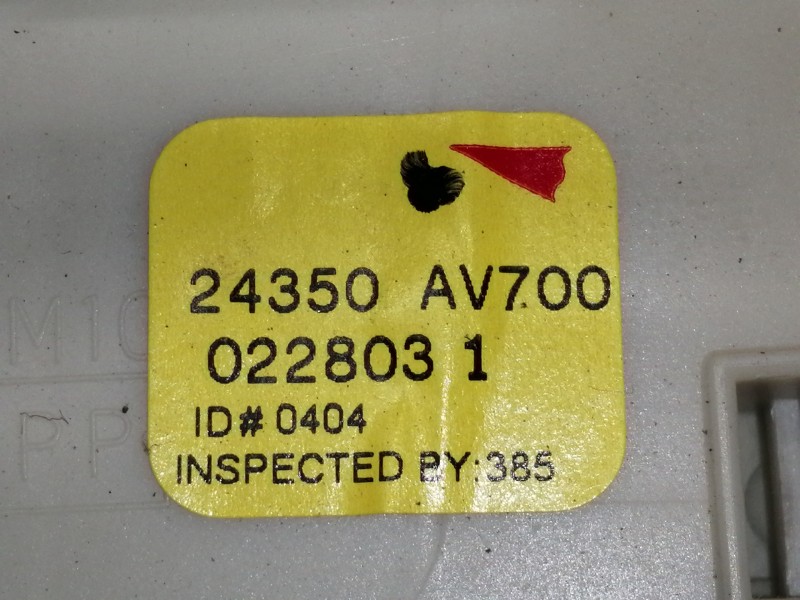 24350 AV700
022803 1
ID# 0404
INSPECTED BY:385